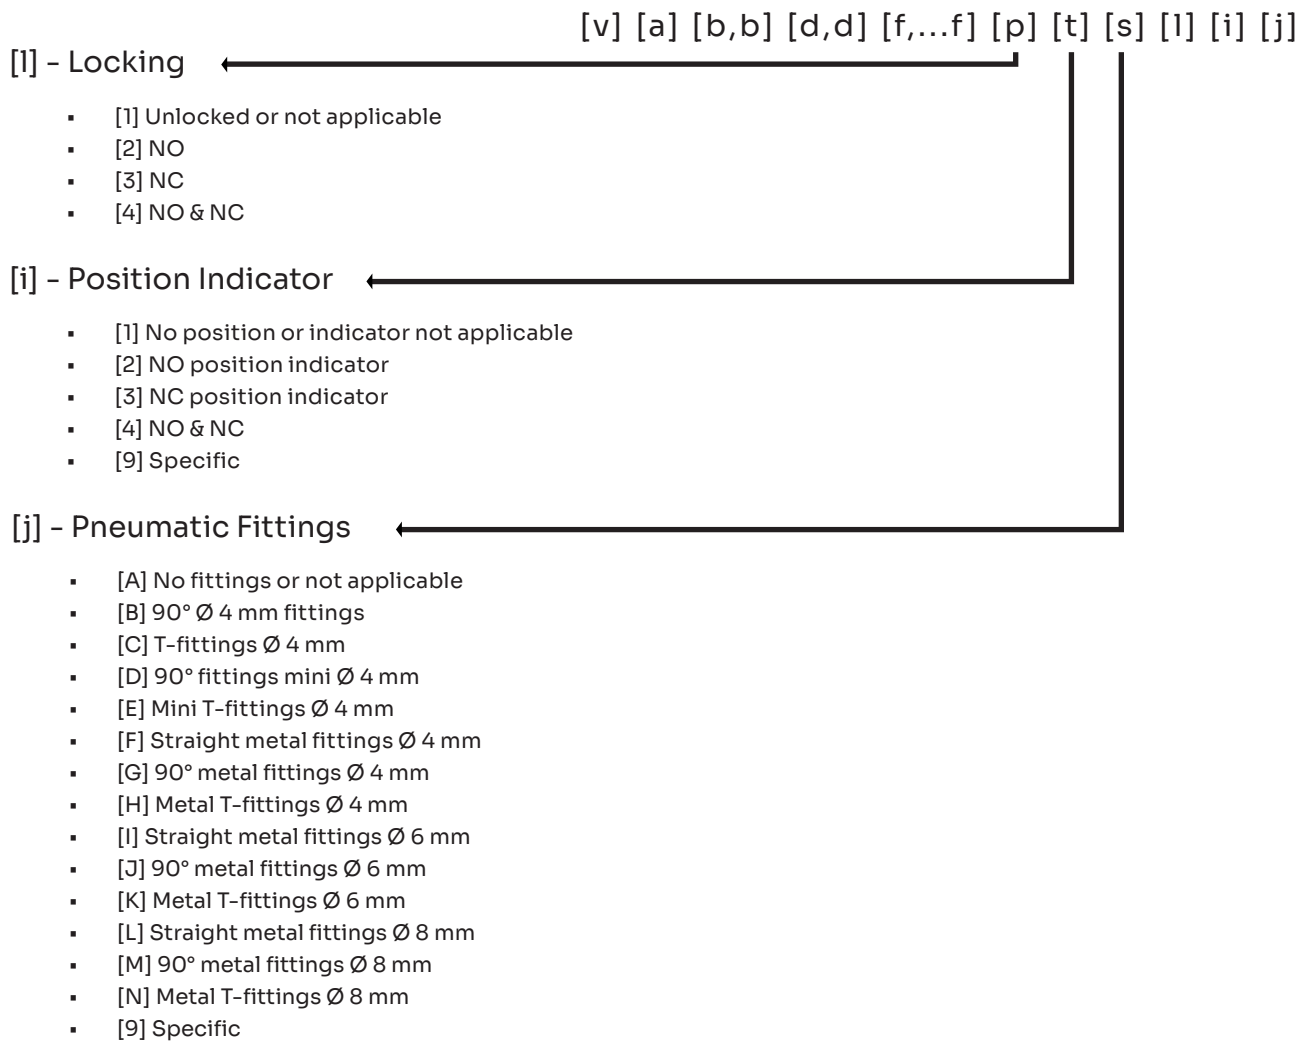 [v] [a] [b,b] [d,d] [f,...f] [p] [t] [s] [l] [i] [j]
[l] - Locking
▪ [1] Unlocked or not applicable
▪ [2] NO
▪ [3] NC
▪ [4] NO & NC
[i] - Position Indicator
▪ [1] No position or indicator not applicable
▪ [2] NO position indicator
▪ [3] NC position indicator
▪ [4] NO & NC
▪ [9] Specific
[j] - Pneumatic Fittings
▪ [A] No fittings or not applicable
▪ [B] 90° Ø 4 mm fittings
▪ [C] T-fittings Ø 4 mm
▪ [D] 90° fittings mini Ø 4 mm
▪ [E] Mini T-fittings Ø 4 mm
▪ [F] Straight metal fittings Ø 4 mm
▪ [G] 90° metal fittings Ø 4 mm
▪ [H] Metal T-fittings Ø 4 mm
▪ [I] Straight metal fittings Ø 6 mm
▪ [J] 90° metal fittings Ø 6 mm
▪ [K] Metal T-fittings Ø 6 mm
▪ [L] Straight metal fittings Ø 8 mm
▪ [M] 90° metal fittings Ø 8 mm
▪ [N] Metal T-fittings Ø 8 mm
▪ [9] Specific